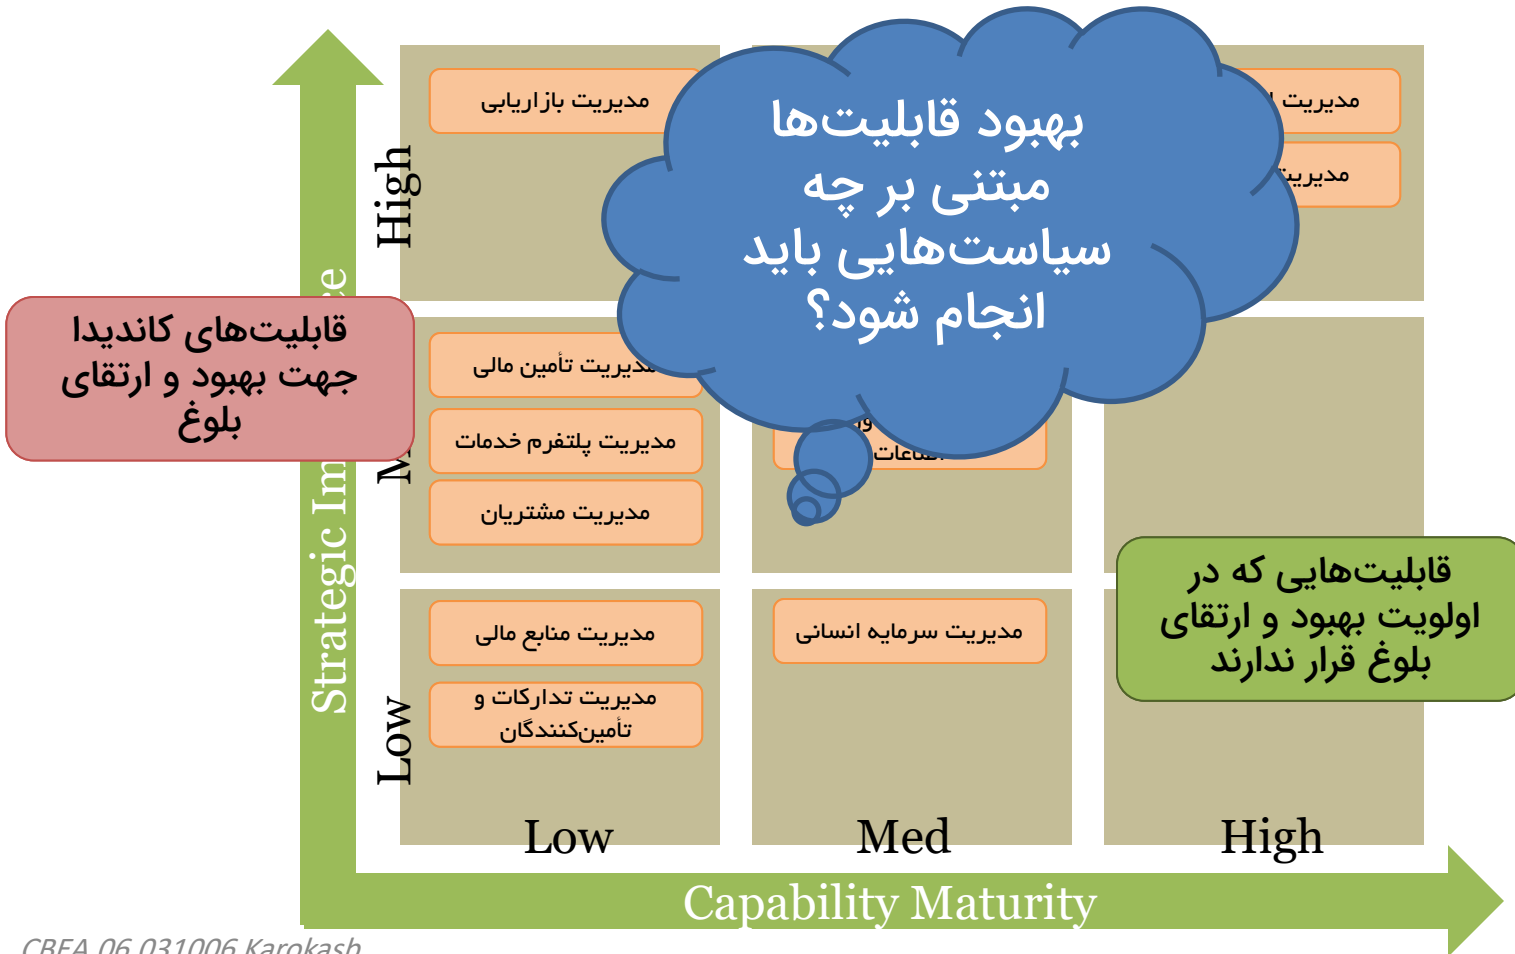 مدیریت بازاریابی
مدیریت
مدیریت
بهبود قابلیت‌ها
مبتنی بر چه
سیاست‌هایی باید
انجام شود؟
High
قابلیت‌های کاندیدا
جهت بهبود و ارتقای
بلوغ
Strategic
مدیریت تأمین مالی
مدیریت پلتفرم خدمات
مدیریت مشتریان
قابلیت‌هایی که در
اولویت بهبود و ارتقای
بلوغ قرار ندارند
Low
مدیریت منابع مالی
مدیریت تدارکات و
تأمین‌کنندگان
مدیریت سرمایه انسانی
Low
Med
High
Capability Maturity
CBEA 06 031006 Karokash